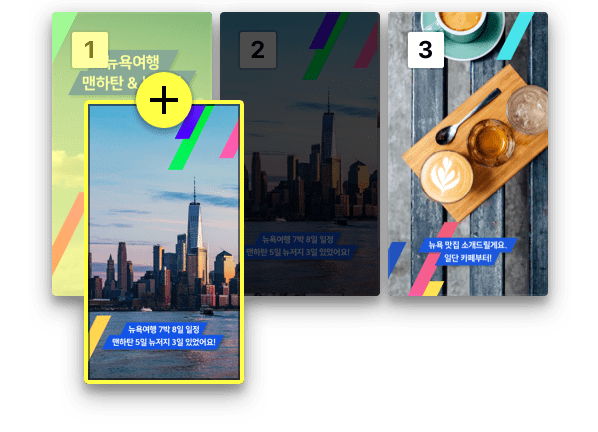 1
뉴욕여행
맨하탄 &
2
뉴욕여행 7박 8일 일정
맨하탄 5일 뉴저지 3일 있었어요!
3
뉴욕 맛집 소개드릴게요.
일단 카페부터!
뉴욕여행 7박 8일 일정
맨하탄 5일 뉴저지 3일 있었어요!